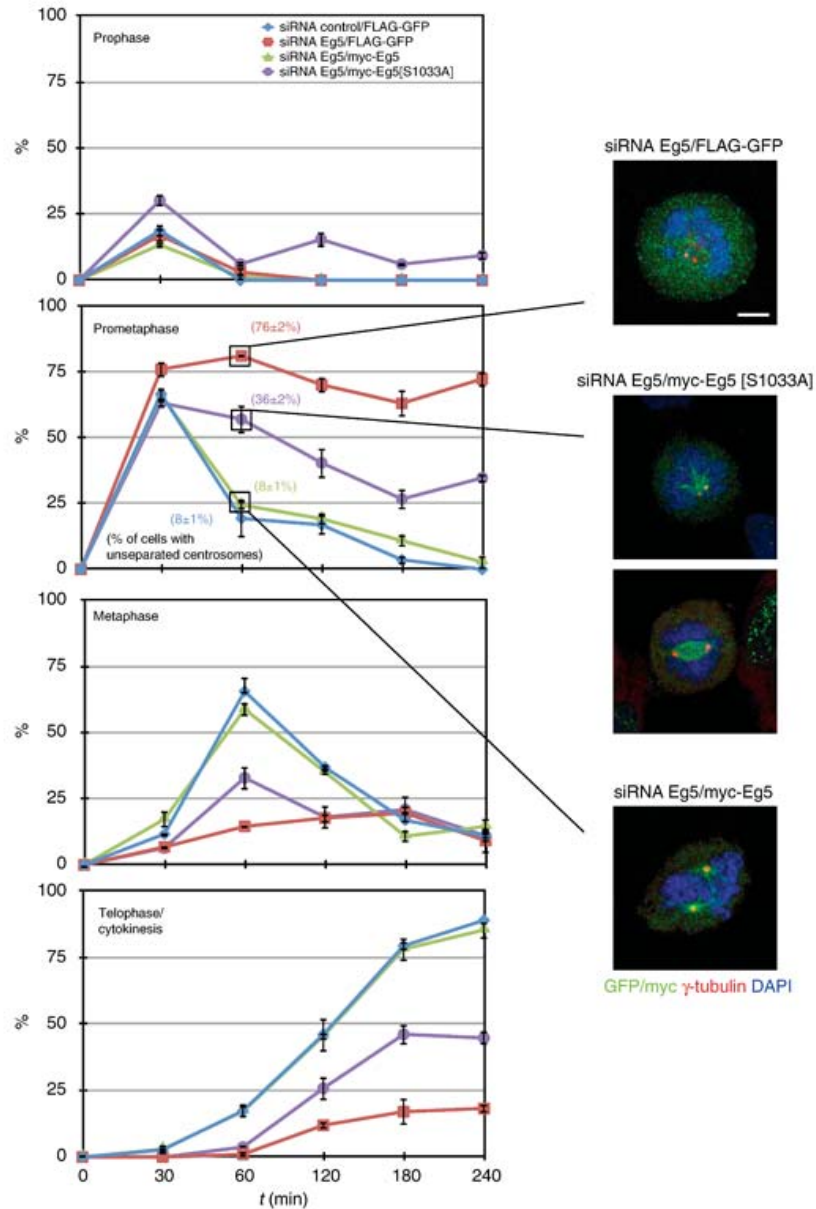 100
Prophase
siRNA control/FLAG-GFP
siRNA Eg5/FLAG-GFP
siRNA Eg5/myc-Eg5
siRNA Eg5/myc-Eg5[S1033A]
75
50
%
25
0
100
Prometaphase
(76±2%)
75
(36±2%)
50
%
(8±1%)
25
(8±1%)
(% of cells with
unseparated centrosomes)
0
100
Metaphase
75
50
%
25
0
100
Telophase/
cytokinesis
75
50
%
25
0
0 30 60 120 180 240
t (min)
siRNA Eg5/FLAG-GFP
siRNA Eg5/myc-Eg5 [S1033A]
siRNA Eg5/myc-Eg5
GFP/myc γ-tubulin DAPI